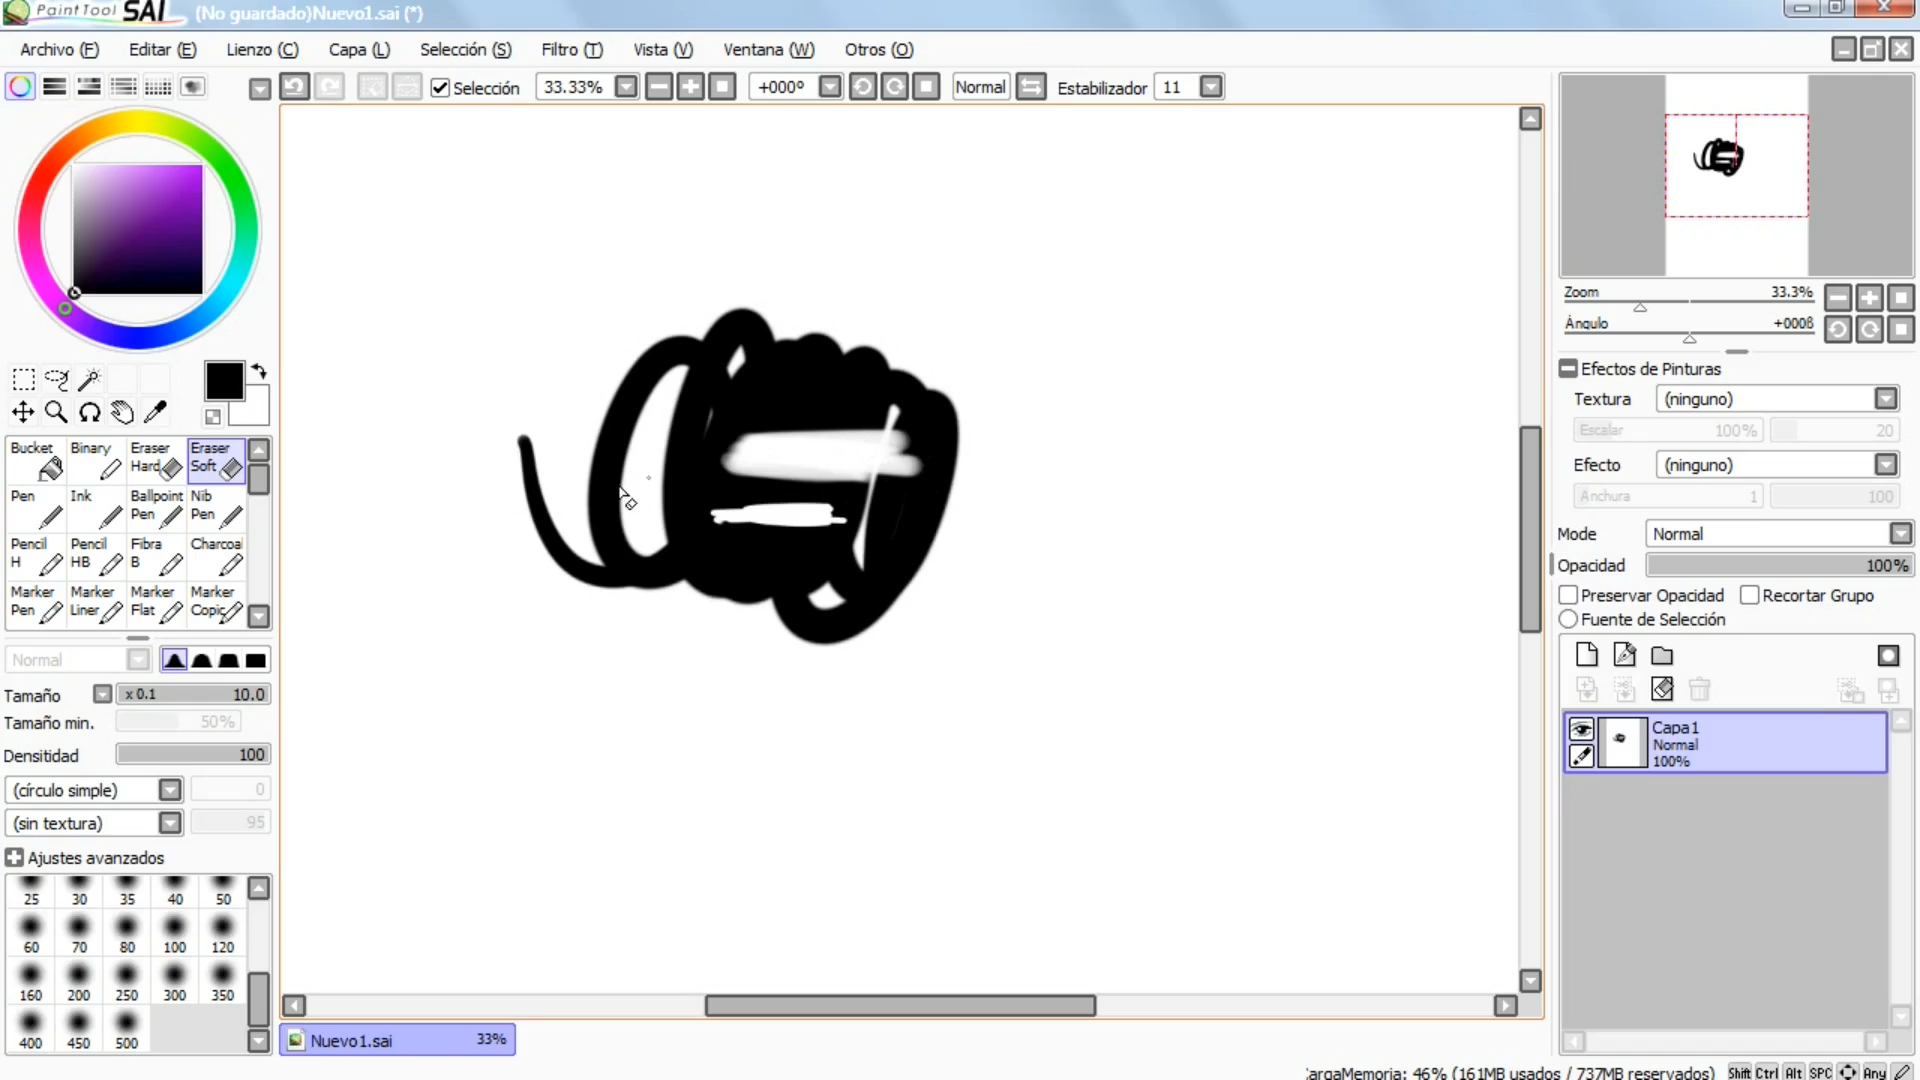 PaintTool SAI (No guardado)Nuevo1.sai (*)
Archivo (F) Editar (E) Lienzo (C) Capa (L) Selección (S) Filtro (T) Vista (V) Ventana (W) Otros (O)
Selección 33.33% +000º Normal Estabilizador 11
Zoom 33.3%
Ángulo +000ß
Bucket Binary Eraser Hard Eraser Soft
Pen Ink Ballpoint Pen Nib Pen
Pencil H Pencil HB Fibra B Charcoal
Marker Pen Marker Liner Marker Flat Marker Copic
Normal
Tamaño x 0.1 10.0
Tamaño min. 50%
Densitidad 100
(círculo simple) 0
(sin textura) 95
Ajustes avanzados
25 30 35 40 50
60 70 80 100 120
160 200 250 300 350
400 450 500
Nuevo1.sai 33%
Efectos de Pinturas
Textura (ninguno)
Escalar 100% 20
Efecto (ninguno)
Anchura 1 100
Mode Normal
Opacidad 100%
Preservar Opacidad Recortar Grupo
Fuente de Selección
Capa1
Normal
100%
argaMemoria: 46% (161MB usados / 737MB reservados) Shift Ctrl Alt SPC Any